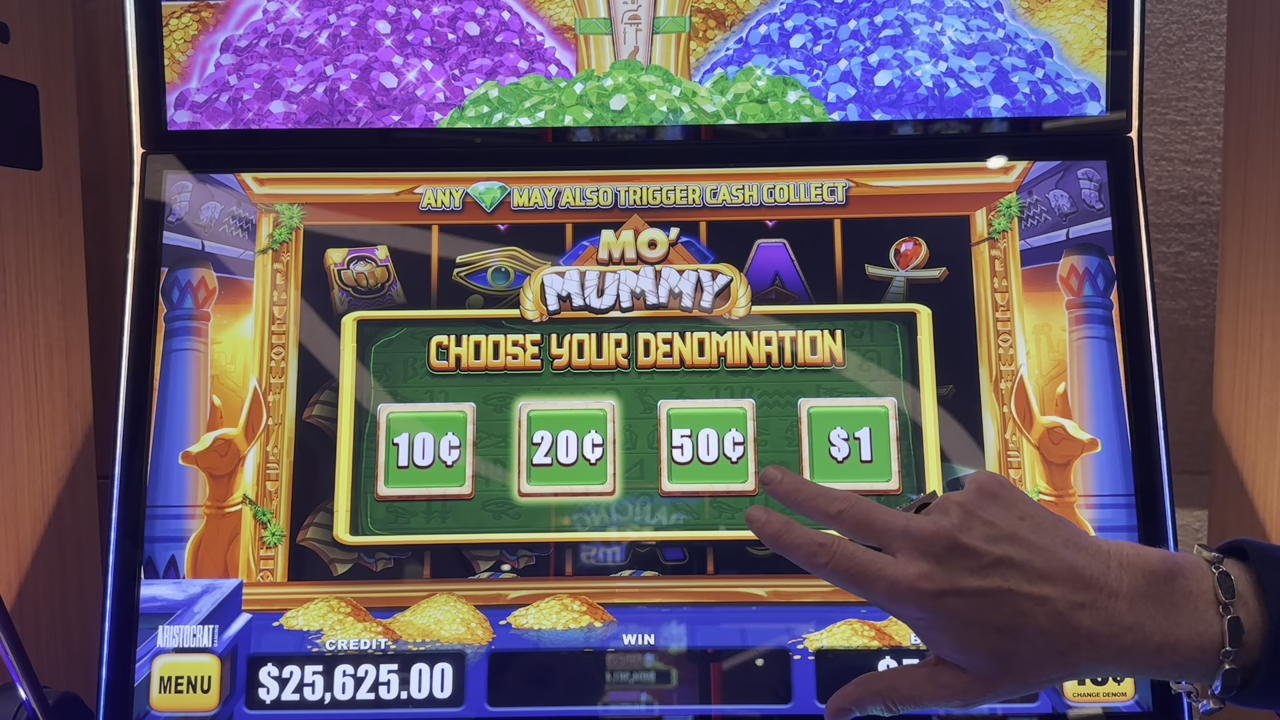 ANY MAY ALSO TRIGGER CASH COLLECT
MO'
MUMMY
CHOOSE YOUR DENOMINATION
10¢ 20¢ 50¢ $1
ARISTOCRAT
CREDIT WIN
MENU $25,625.00
CHANGE DENOM